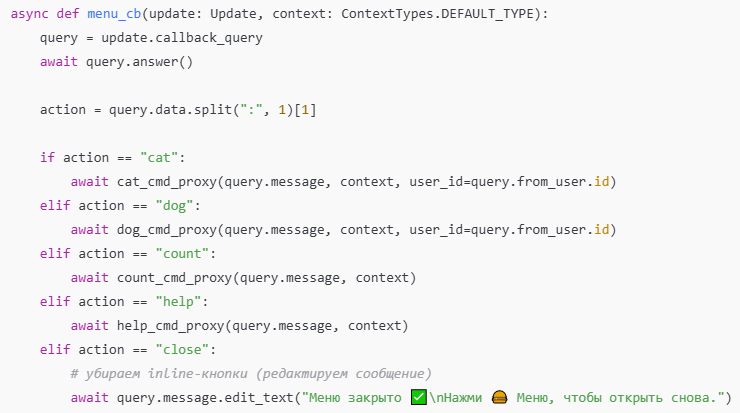 async def menu_cb(update: Update, context: ContextTypes.DEFAULT_TYPE):
    query = update.callback_query
    await query.answer()

    action = query.data.split(":", 1)[1]

    if action == "cat":
        await cat_cmd_proxy(query.message, context, user_id=query.from_user.id)
    elif action == "dog":
        await dog_cmd_proxy(query.message, context, user_id=query.from_user.id)
    elif action == "count":
        await count_cmd_proxy(query.message, context)
    elif action == "help":
        await help_cmd_proxy(query.message, context)
    elif action == "close":
        # убираем inline-кнопки (редактируем сообщение)
        await query.message.edit_text("Меню закрыто ✅\nНажми 🍔 Меню, чтобы открыть снова.")